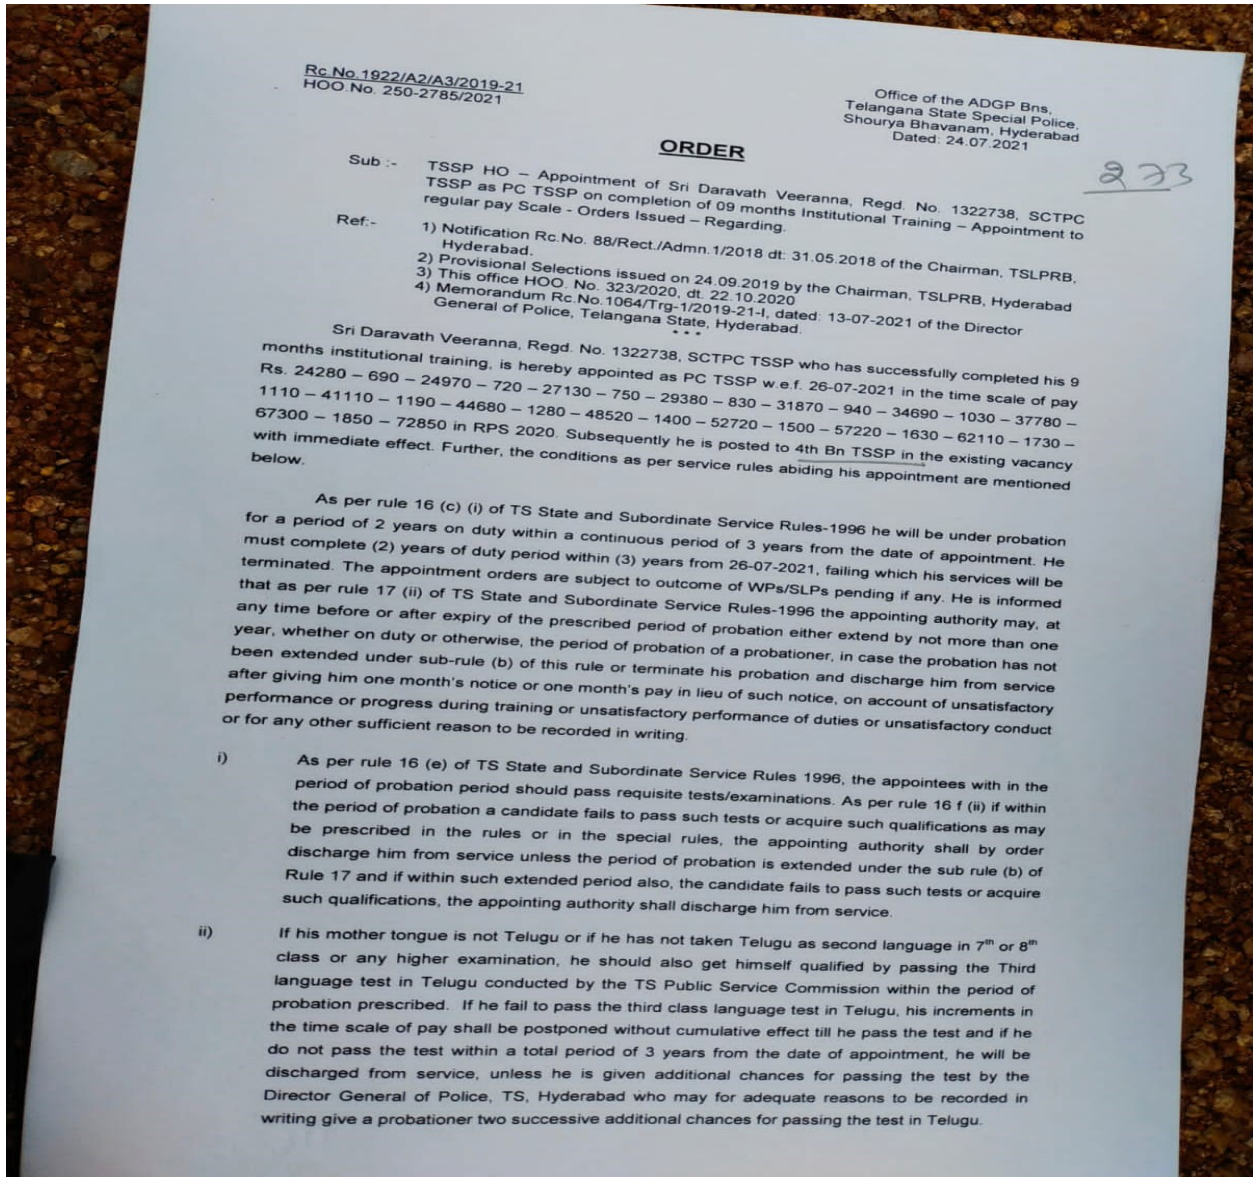 Rc.No.1922/A2/A3/2019-21
HOO.No. 250-2785/2021
Office of the ADGP Bns,
Telangana State Special Police,
Shourya Bhavanam, Hyderabad
Dated: 24.07.2021
273
ORDER
Sub :- TSSP HO – Appointment of Sri Daravath Veeranna, Regd. No. 1322738, SCTPC
TSSP as PC TSSP on completion of 09 months Institutional Training – Appointment to
regular pay Scale - Orders Issued – Regarding.
Ref:- 1) Notification Rc.No. 88/Rect./Admn.1/2018 dt: 31.05.2018 of the Chairman, TSLPRB,
Hyderabad.
2) Provisional Selections issued on 24.09.2019 by the Chairman, TSLPRB, Hyderabad
3) This office HOO. No. 323/2020, dt. 22.10.2020
4) Memorandum Rc.No.1064/Trg-1/2019-21-I, dated: 13-07-2021 of the Director
General of Police, Telangana State, Hyderabad.
* * *
Sri Daravath Veeranna, Regd. No. 1322738, SCTPC TSSP who has successfully completed his 9
months institutional training, is hereby appointed as PC TSSP w.e.f. 26-07-2021 in the time scale of pay
Rs. 24280 – 690 – 24970 – 720 – 27130 – 750 – 29380 – 830 – 31870 – 940 – 34690 – 1030 – 37780 –
1110 – 41110 – 1190 – 44680 – 1280 – 48520 – 1400 – 52720 – 1500 – 57220 – 1630 – 62110 – 1730 –
67300 – 1850 – 72850 in RPS 2020. Subsequently he is posted to 4th Bn TSSP in the existing vacancy
with immediate effect. Further, the conditions as per service rules abiding his appointment are mentioned
below.
As per rule 16 (c) (i) of TS State and Subordinate Service Rules-1996 he will be under probation
for a period of 2 years on duty within a continuous period of 3 years from the date of appointment. He
must complete (2) years of duty period within (3) years from 26-07-2021, failing which his services will be
terminated. The appointment orders are subject to outcome of WPs/SLPs pending if any. He is informed
that as per rule 17 (ii) of TS State and Subordinate Service Rules-1996 the appointing authority may, at
any time before or after expiry of the prescribed period of probation either extend by not more than one
year, whether on duty or otherwise, the period of probation of a probationer, in case the probation has not
been extended under sub-rule (b) of this rule or terminate his probation and discharge him from service
after giving him one month's notice or one month's pay in lieu of such notice, on account of unsatisfactory
performance or progress during training or unsatisfactory performance of duties or unsatisfactory conduct
or for any other sufficient reason to be recorded in writing.
i) As per rule 16 (e) of TS State and Subordinate Service Rules 1996, the appointees with in the
period of probation period should pass requisite tests/examinations. As per rule 16 f (ii) if within
the period of probation a candidate fails to pass such tests or acquire such qualifications as may
be prescribed in the rules or in the special rules, the appointing authority shall by order
discharge him from service unless the period of probation is extended under the sub rule (b) of
Rule 17 and if within such extended period also, the candidate fails to pass such tests or acquire
such qualifications, the appointing authority shall discharge him from service.
ii) If his mother tongue is not Telugu or if he has not taken Telugu as second language in 7th or 8th
class or any higher examination, he should also get himself qualified by passing the Third
language test in Telugu conducted by the TS Public Service Commission within the period of
probation prescribed. If he fail to pass the third class language test in Telugu, his increments in
the time scale of pay shall be postponed without cumulative effect till he pass the test and if he
do not pass the test within a total period of 3 years from the date of appointment, he will be
discharged from service, unless he is given additional chances for passing the test by the
Director General of Police, TS, Hyderabad who may for adequate reasons to be recorded in
writing give a probationer two successive additional chances for passing the test in Telugu.